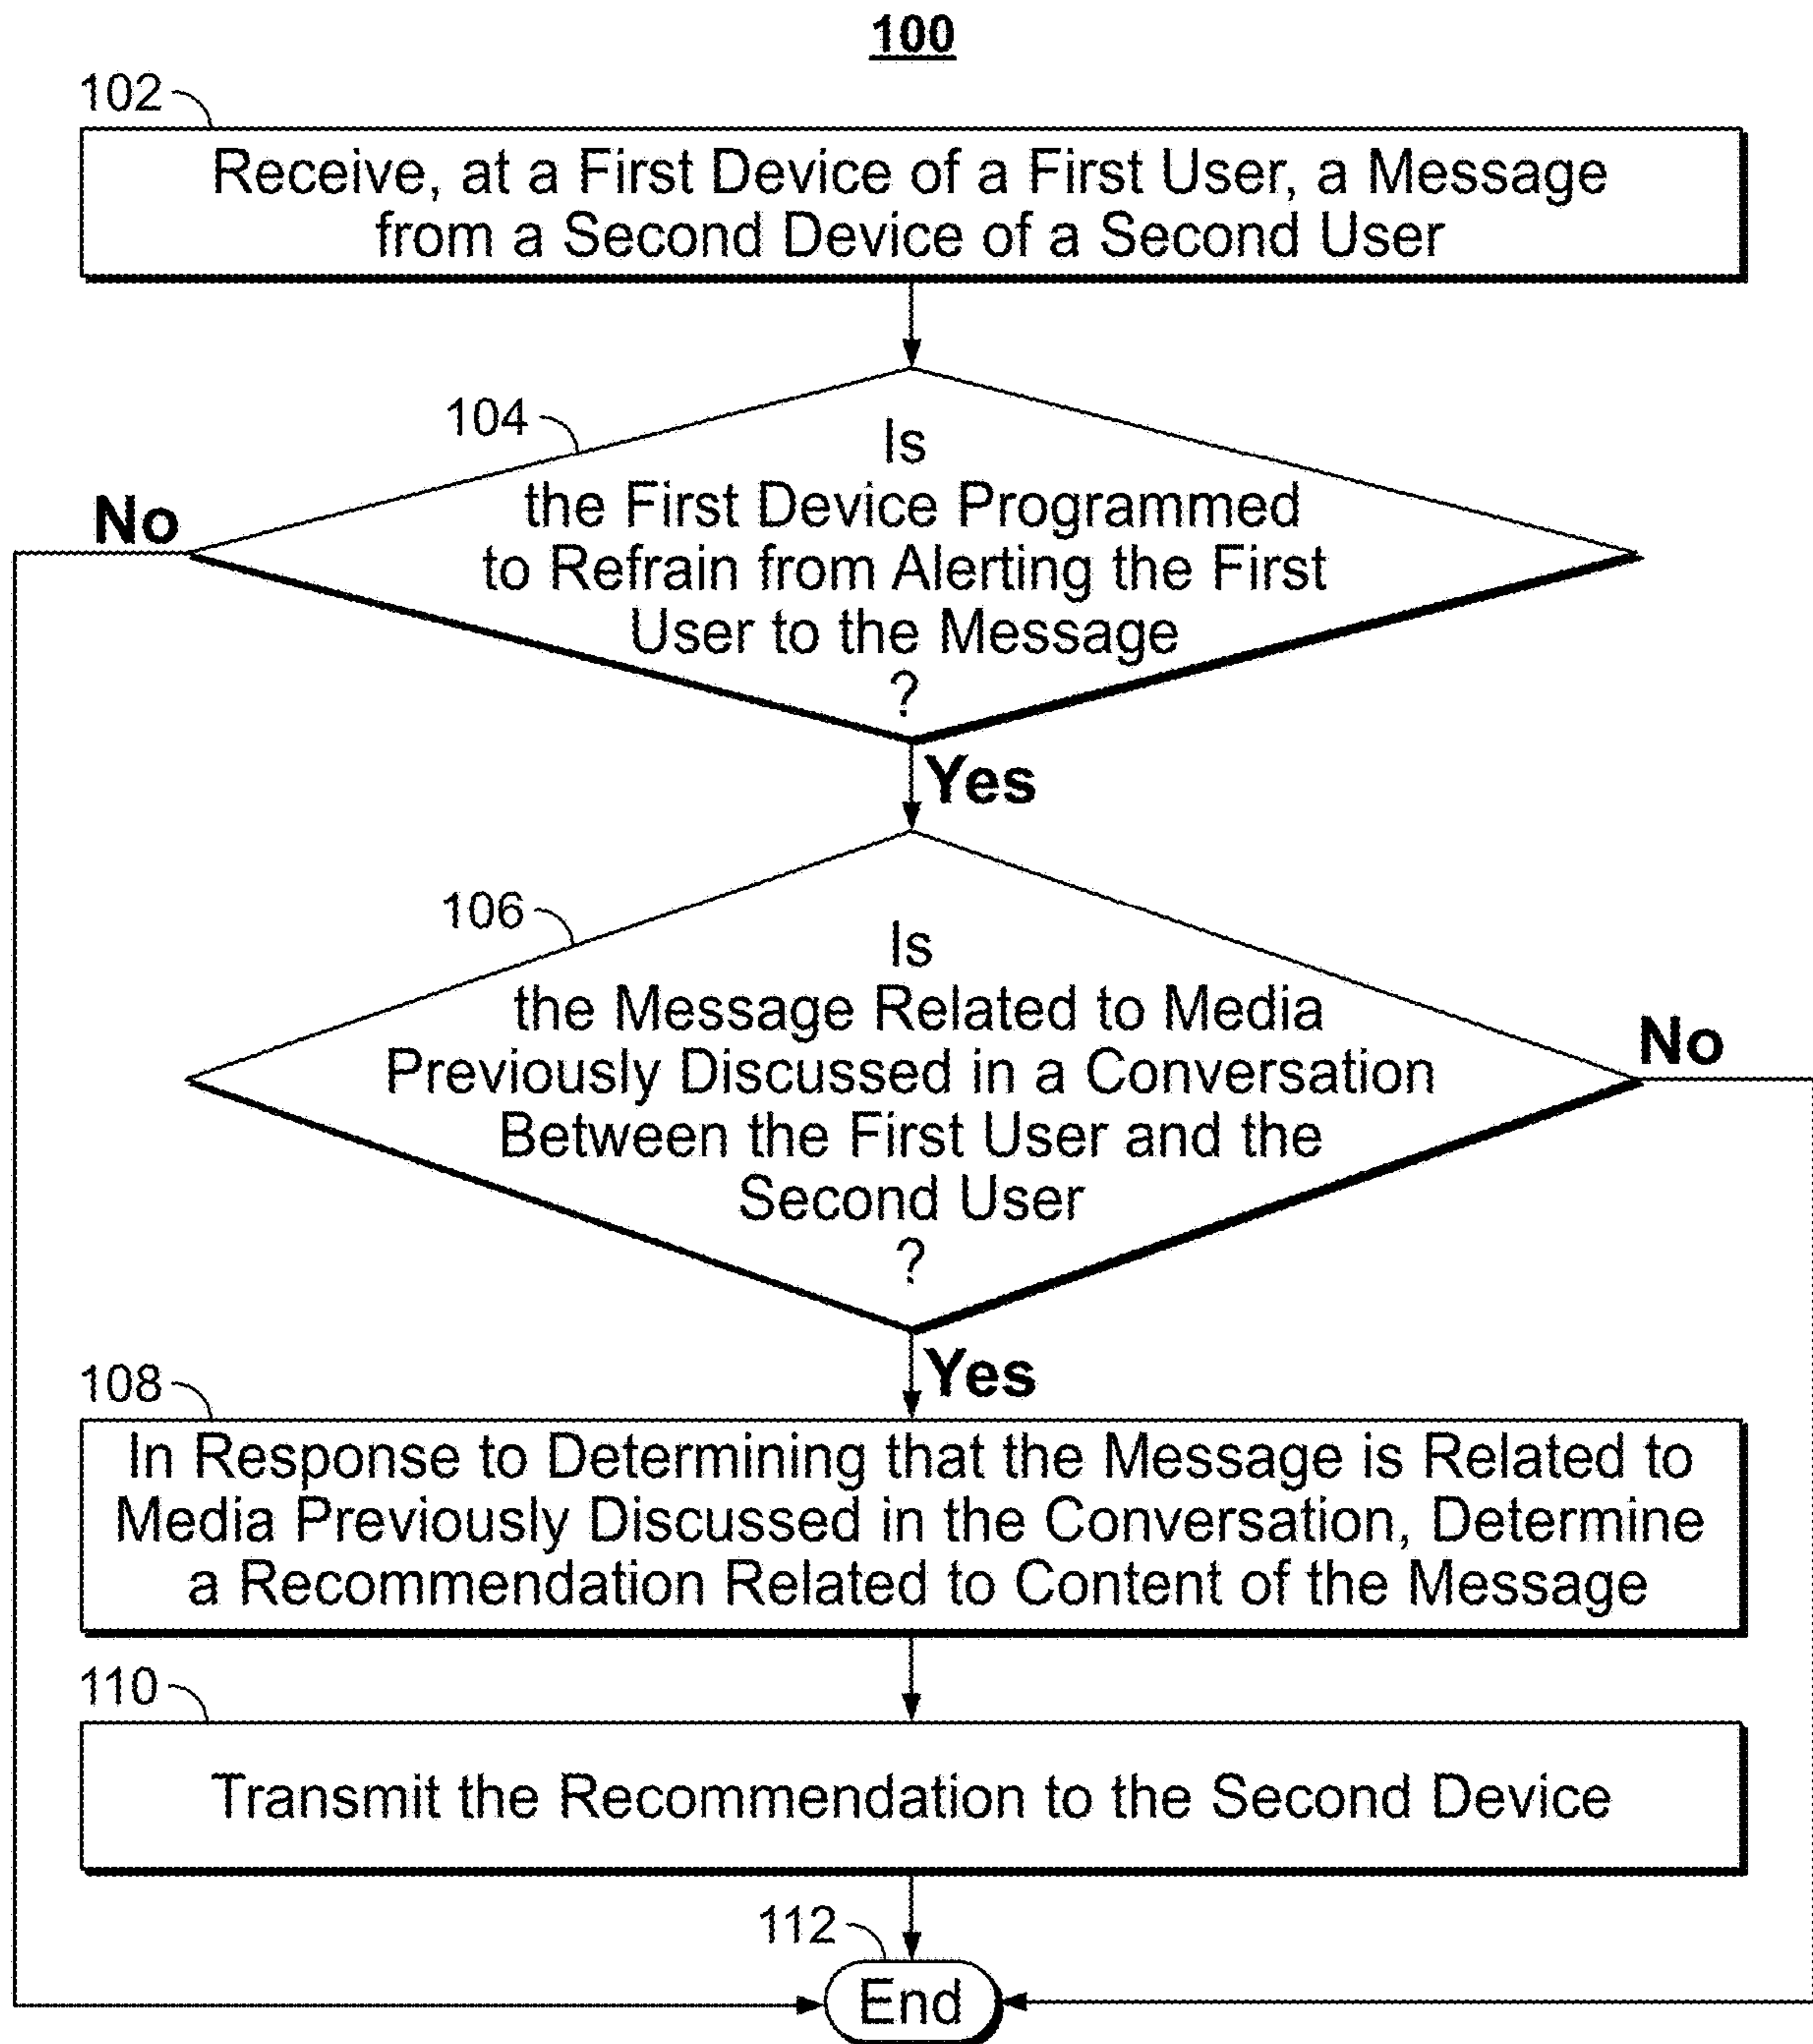 100
102
Receive, at a First Device of a First User, a Message
from a Second Device of a Second User
104
Is
the First Device Programmed
to Refrain from Alerting the First
User to the Message
?
No
Yes
106
Is
the Message Related to Media
Previously Discussed in a Conversation
Between the First User and the
Second User
?
No
Yes
108
In Response to Determining that the Message is Related to
Media Previously Discussed in the Conversation, Determine
a Recommendation Related to Content of the Message
110
Transmit the Recommendation to the Second Device
112
End